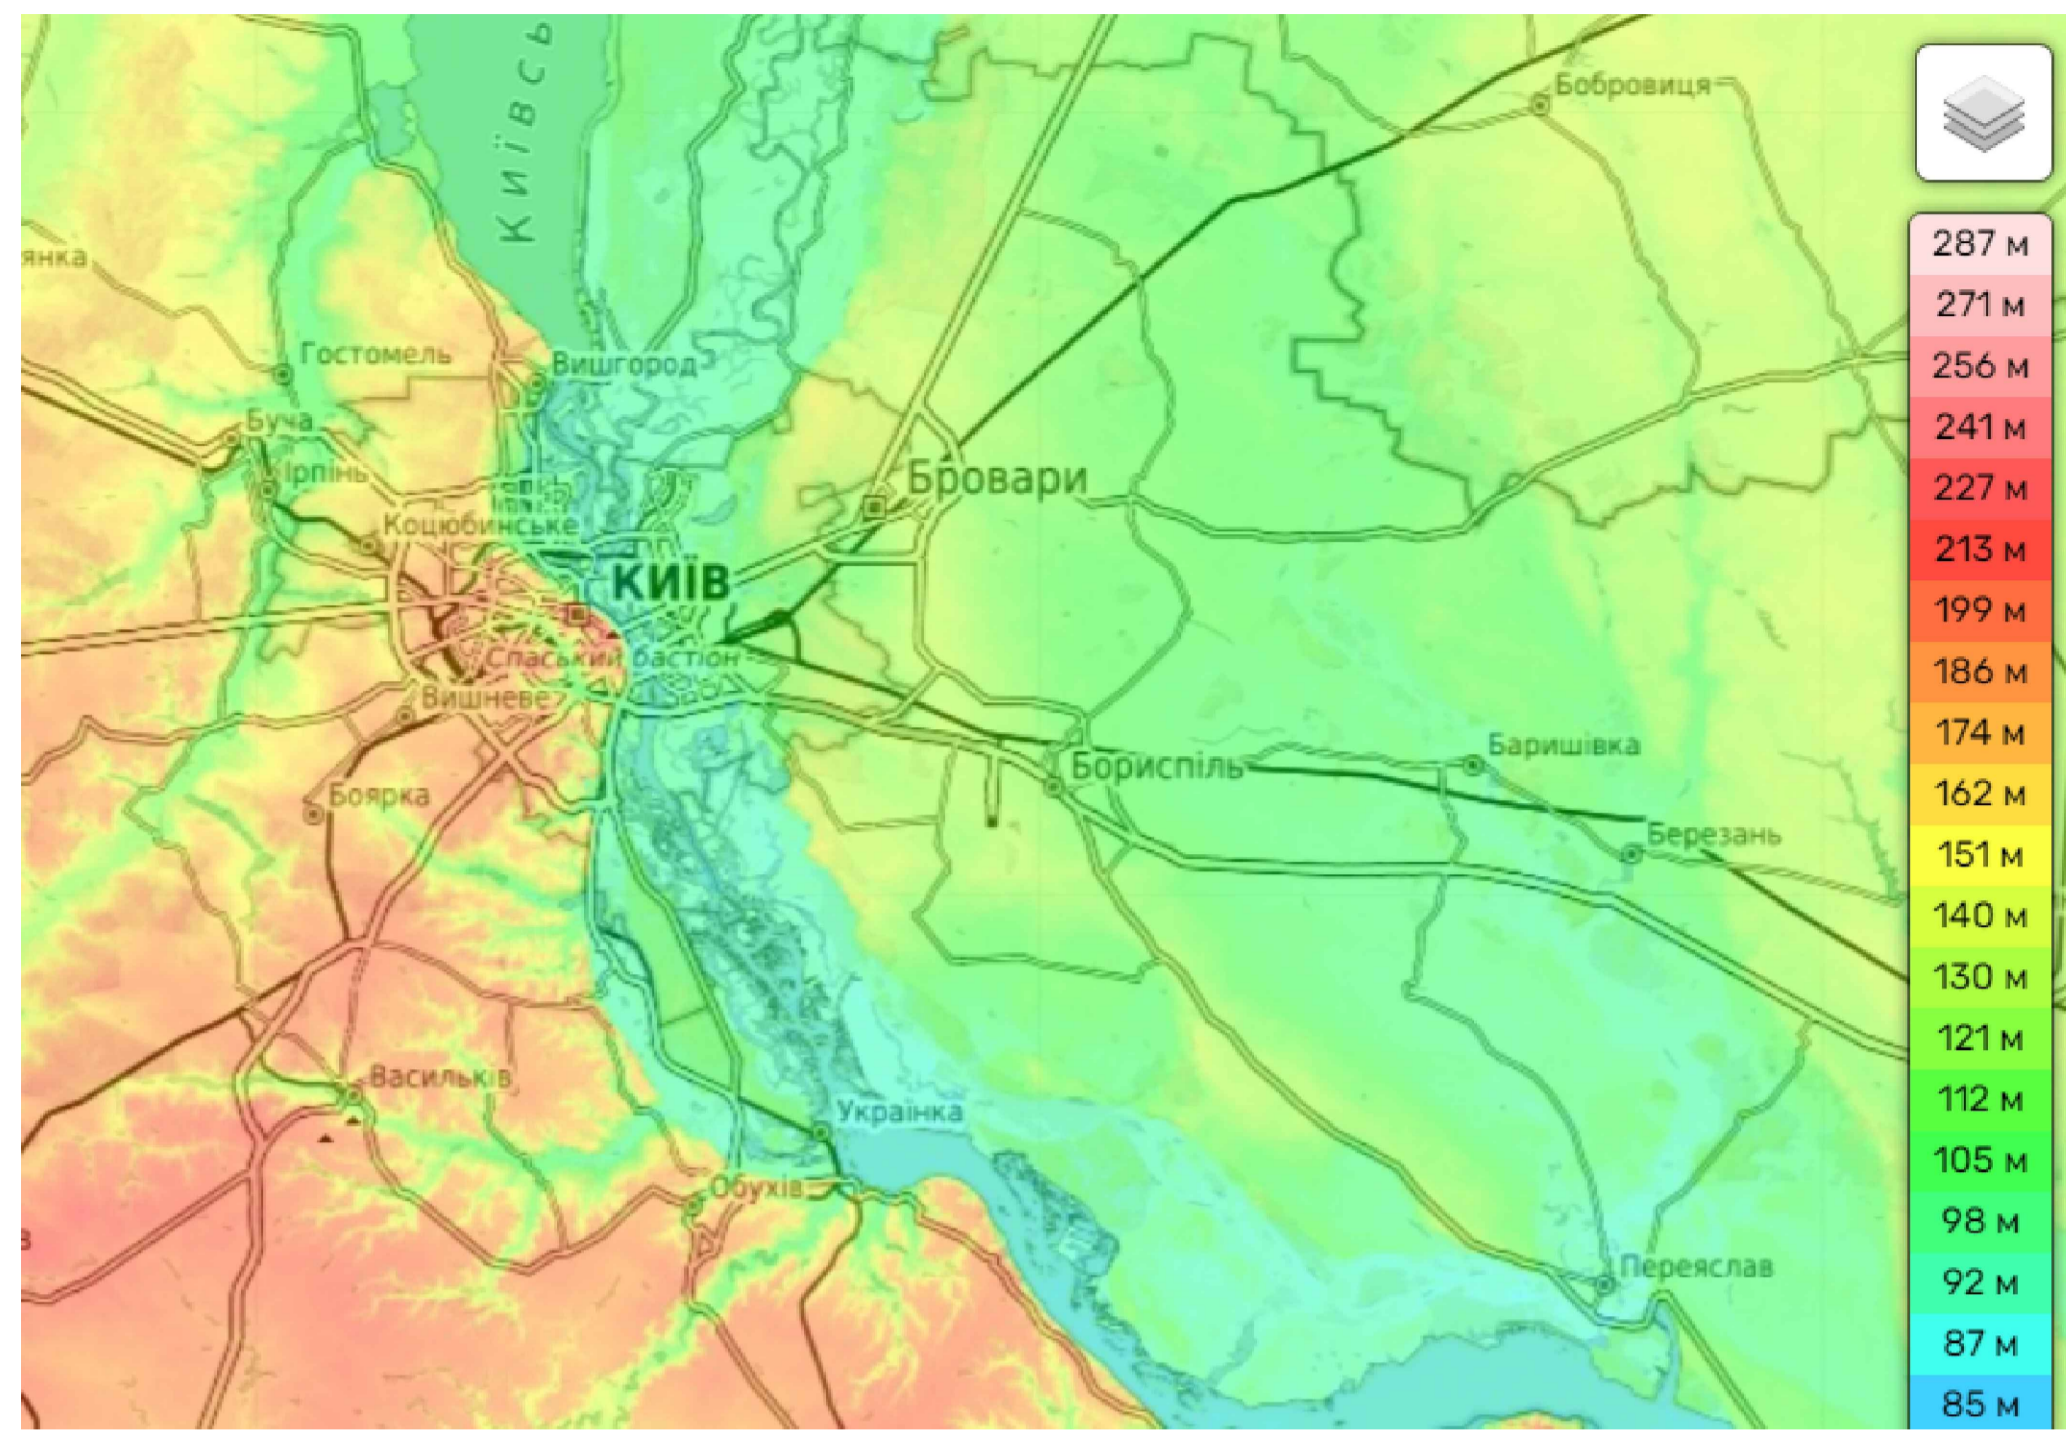 Київсь
Бобровиця
янка
Гостомель
Вишгород
Буча
Ірпінь
Бровари
Коцюбинське
КИЇВ
Спаський бастіон
Вишневе
Бориспіль
Баришівка
Боярка
Березань
Васильків
Українка
Обухів
в
Переяслав
287 м
271 м
256 м
241 м
227 м
213 м
199 м
186 м
174 м
162 м
151 м
140 м
130 м
121 м
112 м
105 м
98 м
92 м
87 м
85 м